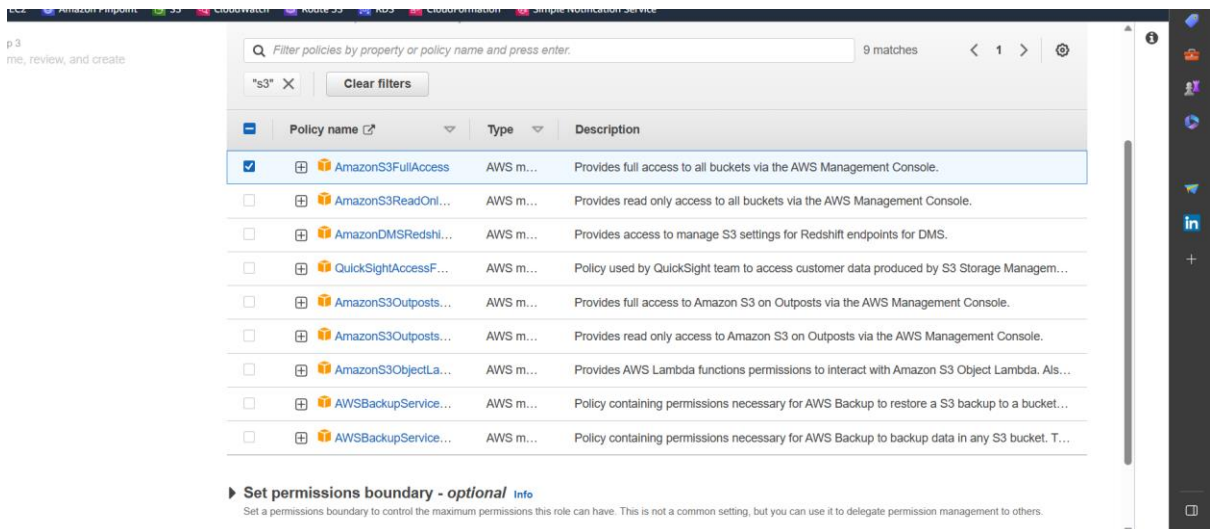 EC2 Amazon Pinpoint S3 CloudWatch Route 53 RDS CloudFormation Simple Notification Service
p 3
me, review, and create
Filter policies by property or policy name and press enter. 9 matches < 1 >
"s3" Clear filters
Policy name Type Description
AmazonS3FullAccess AWS m... Provides full access to all buckets via the AWS Management Console.
AmazonS3ReadOnl... AWS m... Provides read only access to all buckets via the AWS Management Console.
AmazonDMSRedshi... AWS m... Provides access to manage S3 settings for Redshift endpoints for DMS.
QuickSightAccessF... AWS m... Policy used by QuickSight team to access customer data produced by S3 Storage Managem...
AmazonS3Outposts... AWS m... Provides full access to Amazon S3 on Outposts via the AWS Management Console.
AmazonS3Outposts... AWS m... Provides read only access to Amazon S3 on Outposts via the AWS Management Console.
AmazonS3ObjectLa... AWS m... Provides AWS Lambda functions permissions to interact with Amazon S3 Object Lambda. Als...
AWSBackupService... AWS m... Policy containing permissions necessary for AWS Backup to restore a S3 backup to a bucket...
AWSBackupService... AWS m... Policy containing permissions necessary for AWS Backup to backup data in any S3 bucket. T...
Set permissions boundary - optional Info
Set a permissions boundary to control the maximum permissions this role can have. This is not a common setting, but you can use it to delegate permission management to others.
in